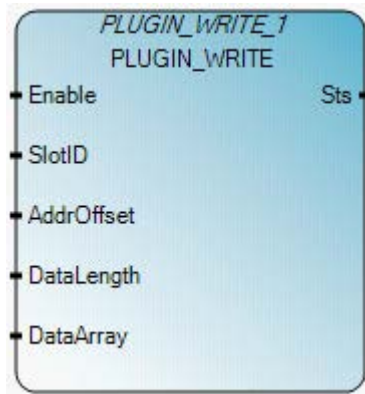 PLUGIN_WRITE_1
PLUGIN_WRITE
Enable Sts
SlotID
AddrOffset
DataLength
DataArray